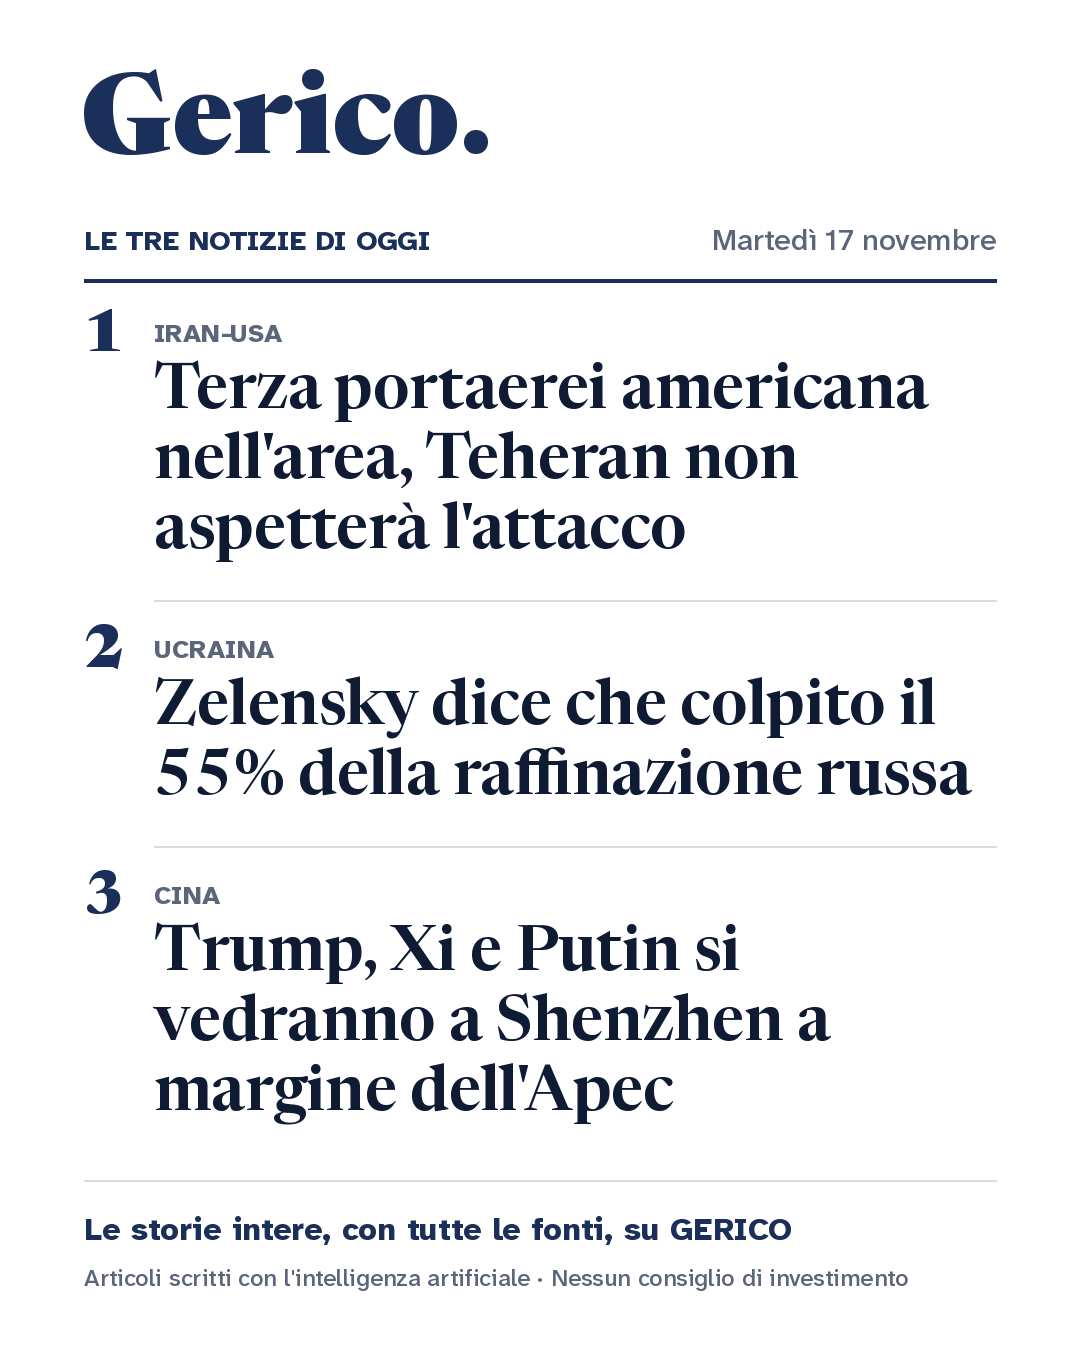 Gerico.
LE TRE NOTIZIE DI OGGI
Martedì 17 novembre
1
IRAN-USA
Terza portaerei americana
nell'area, Teheran non
aspetterà l'attacco
2
UCRAINA
Zelensky dice che colpito il
55% della raffinazione russa
3
CINA
Trump, Xi e Putin si
vedranno a Shenzhen a
margine dell'Apec
Le storie intere, con tutte le fonti, su GERICO
Articoli scritti con l'intelligenza artificiale · Nessun consiglio di investimento